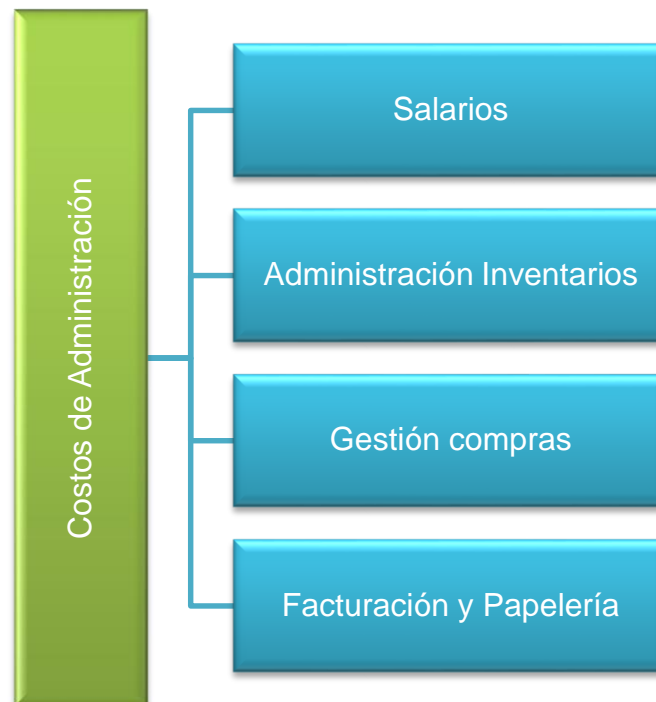 Costos de Administración
Salarios
Administración Inventarios
Gestión compras
Facturación y Papelería